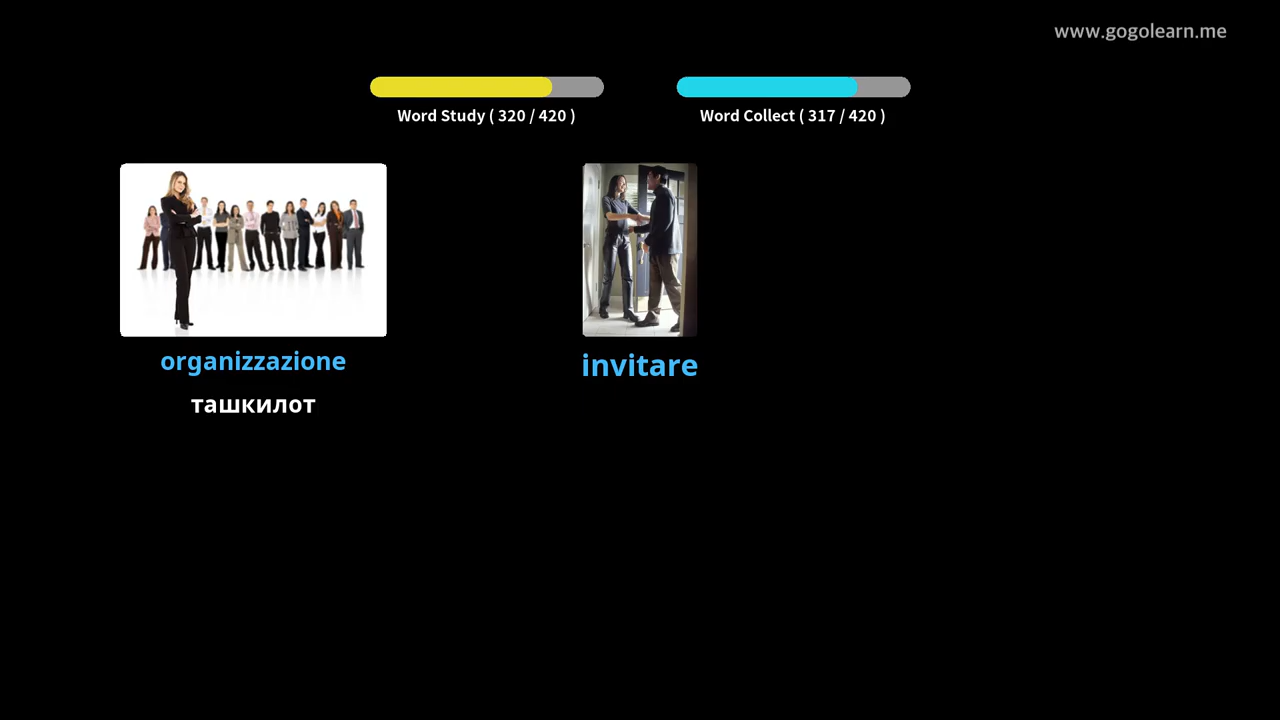 www.gogolearn.me
Word Study ( 320 / 420 )
Word Collect ( 317 / 420 )
organizzazione
ташкилот
invitare